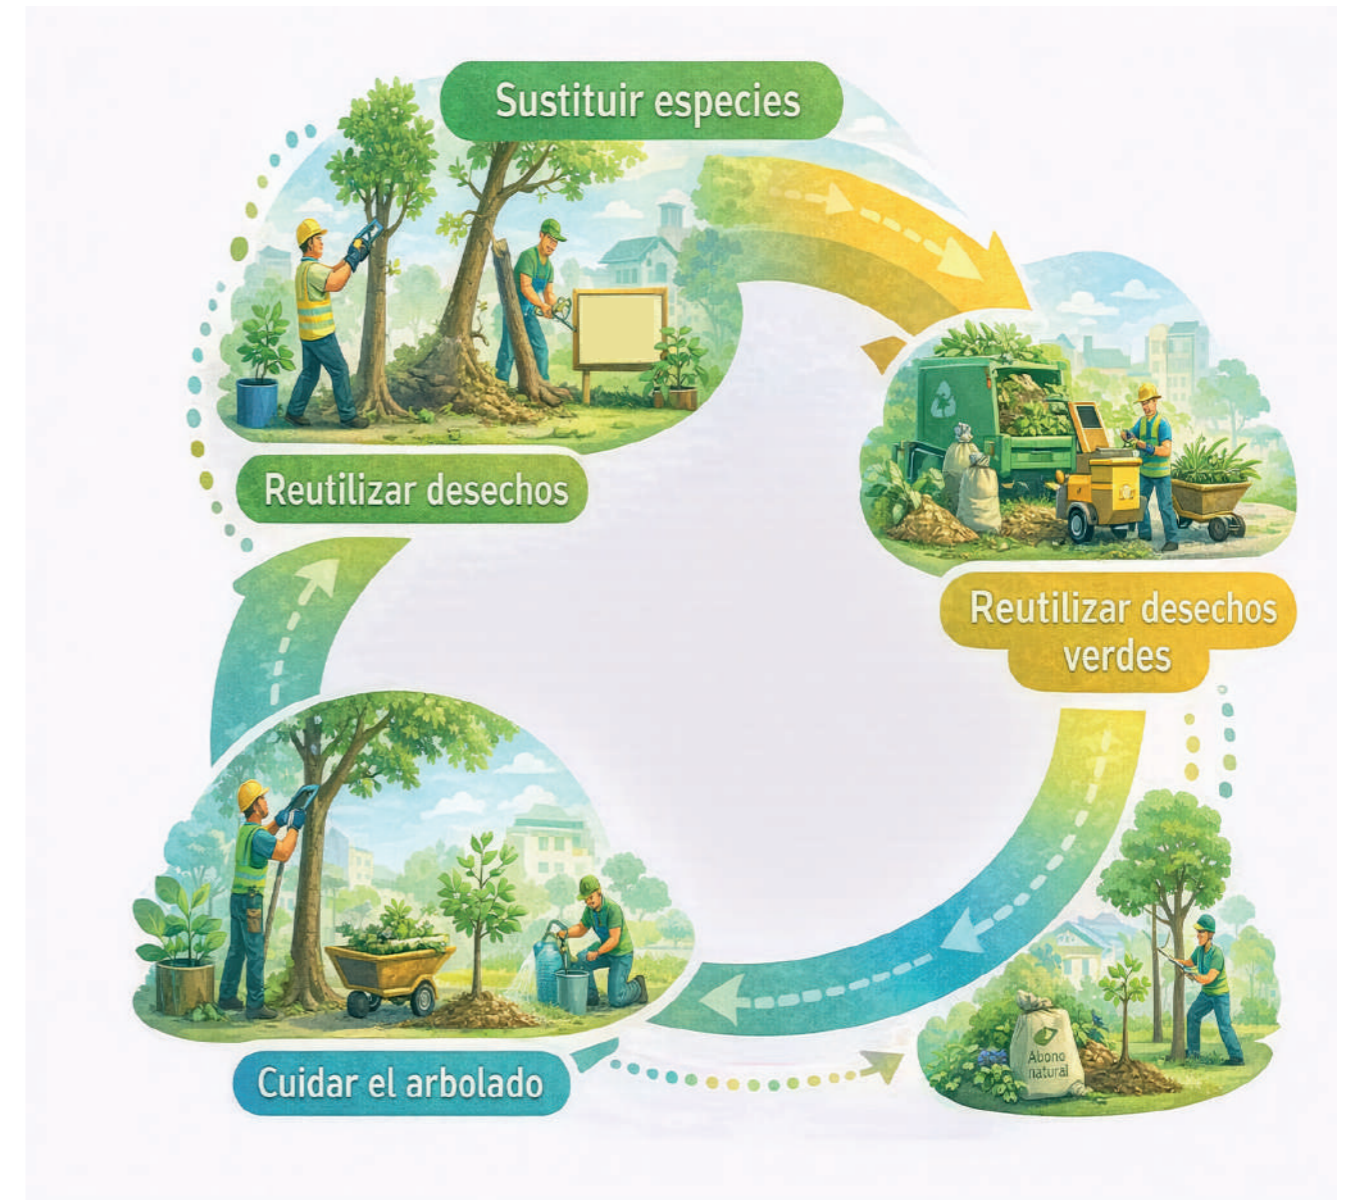 Sustituir especies
Reutilizar desechos
Reutilizar desechos
verdes
Abono
natural
Cuidar el arbolado